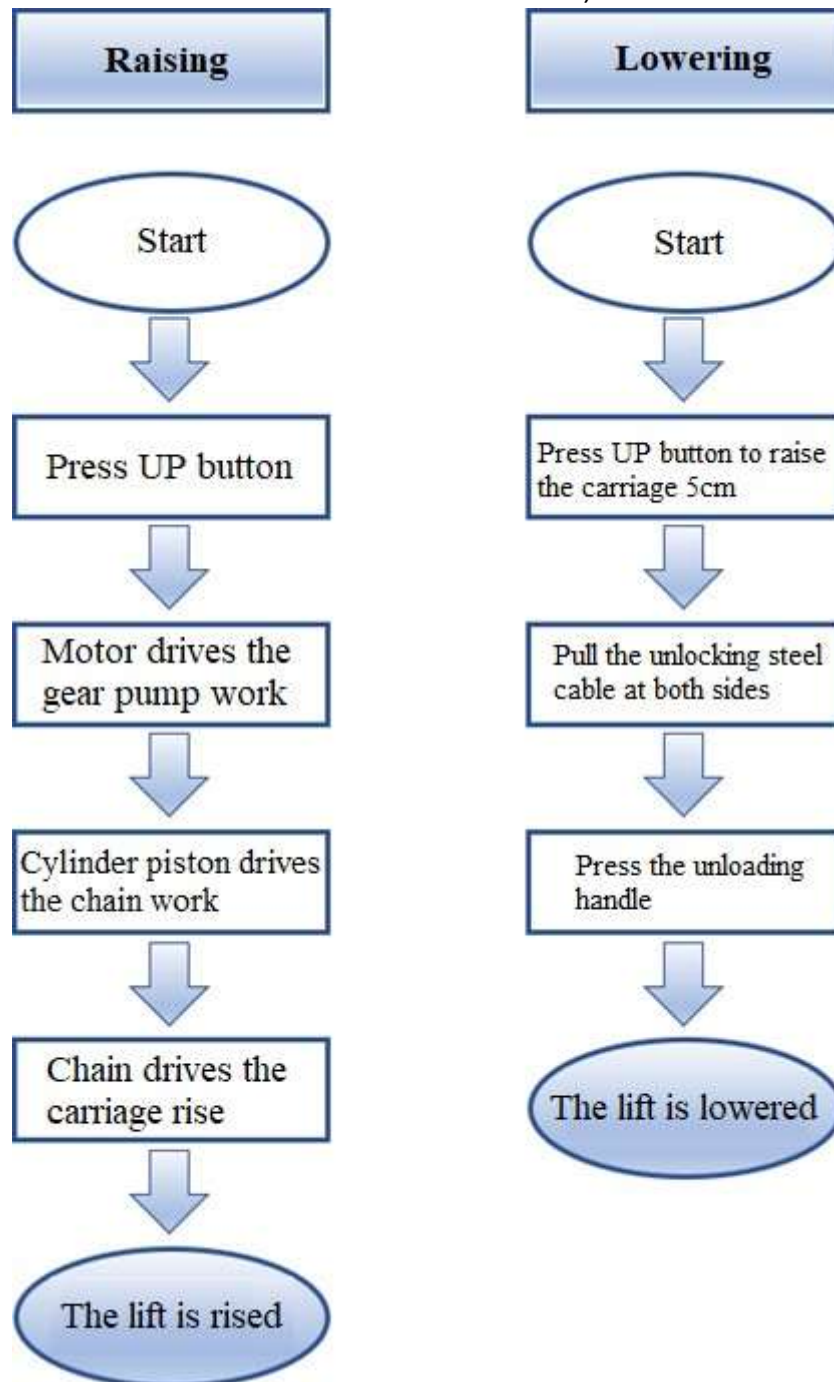 Raising
Start
Press UP button
Motor drives the
gear pump work
Cylinder piston drives
the chain work
Chain drives the
carriage rise
The lift is rised
Lowering
Start
Press UP button to raise
the carriage 5cm
Pull the unlocking steel
cable at both sides
Press the unloading
handle
The lift is lowered